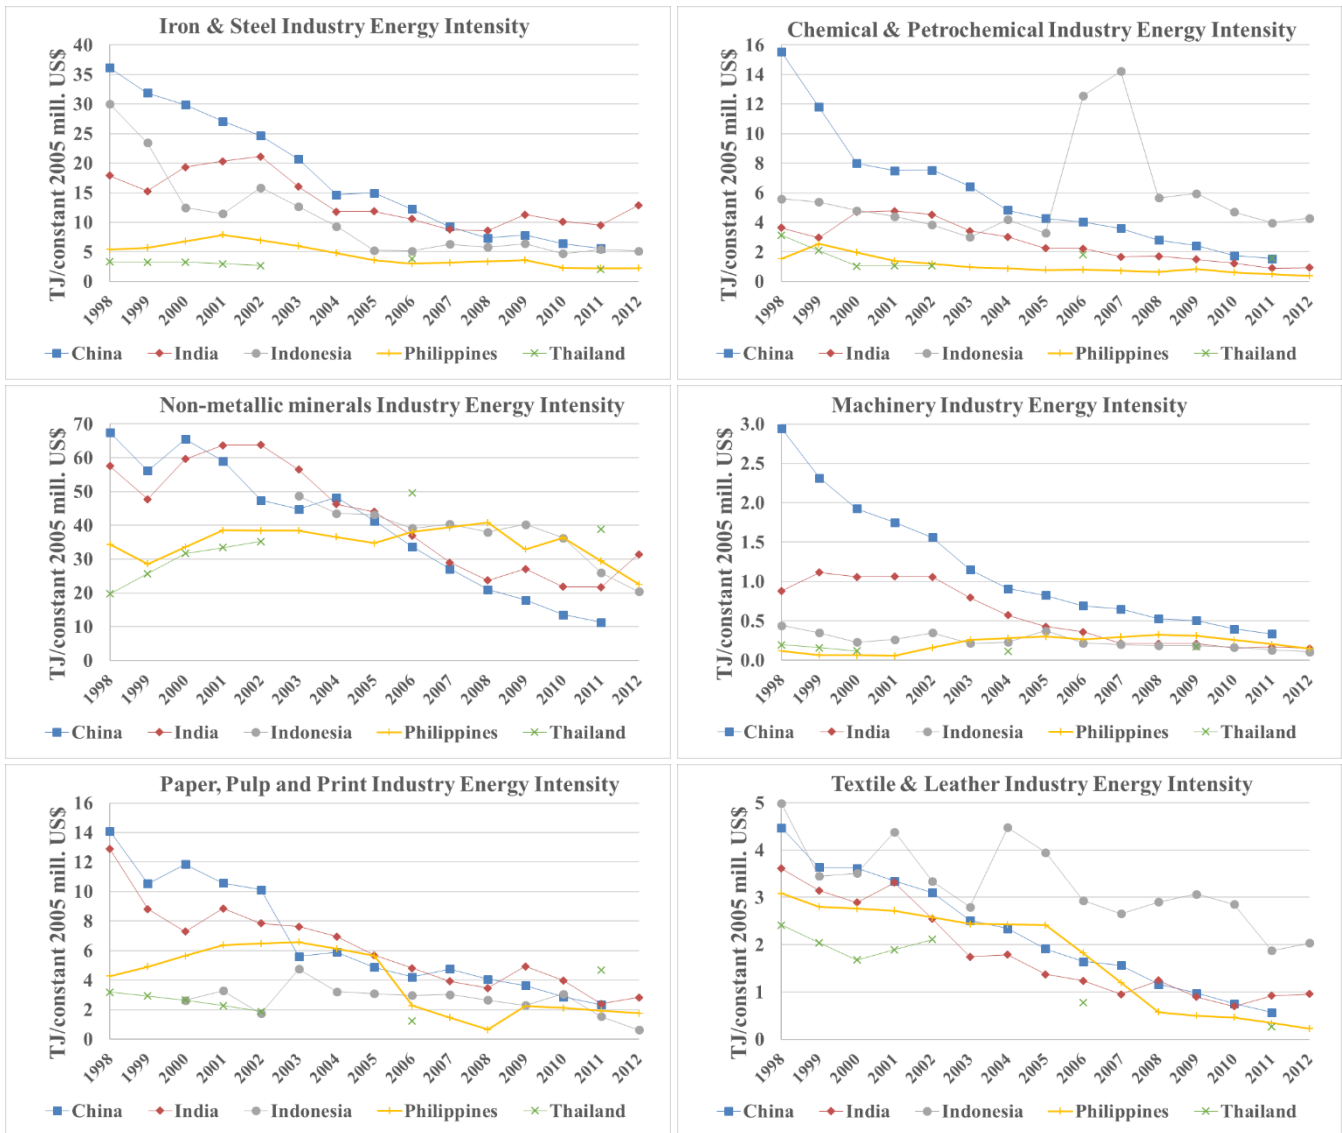 Iron & Steel Industry Energy Intensity
TJ/constant 2005 mill. US$
40
35
30
25
20
15
10
5
0
1998 1999 2000 2001 2002 2003 2004 2005 2006 2007 2008 2009 2010 2011 2012
China India Indonesia Philippines Thailand
Chemical & Petrochemical Industry Energy Intensity
TJ/constant 2005 mill. US$
16
14
12
10
8
6
4
2
0
1998 1999 2000 2001 2002 2003 2004 2005 2006 2007 2008 2009 2010 2011 2012
China India Indonesia Philippines Thailand
Non-metallic minerals Industry Energy Intensity
TJ/constant 2005 mill. US$
70
60
50
40
30
20
10
0
1998 1999 2000 2001 2002 2003 2004 2005 2006 2007 2008 2009 2010 2011 2012
China India Indonesia Philippines Thailand
Machinery Industry Energy Intensity
TJ/constant 2005 mill. US$
3.0
2.5
2.0
1.5
1.0
0.5
0.0
1998 1999 2000 2001 2002 2003 2004 2005 2006 2007 2008 2009 2010 2011 2012
China India Indonesia Philippines Thailand
Paper, Pulp and Print Industry Energy Intensity
TJ/constant 2005 mill. US$
16
14
12
10
8
6
4
2
0
1998 1999 2000 2001 2002 2003 2004 2005 2006 2007 2008 2009 2010 2011 2012
China India Indonesia Philippines Thailand
Textile & Leather Industry Energy Intensity
TJ/constant 2005 mill. US$
5
4
3
2
1
0
1998 1999 2000 2001 2002 2003 2004 2005 2006 2007 2008 2009 2010 2011 2012
China India Indonesia Philippines Thailand